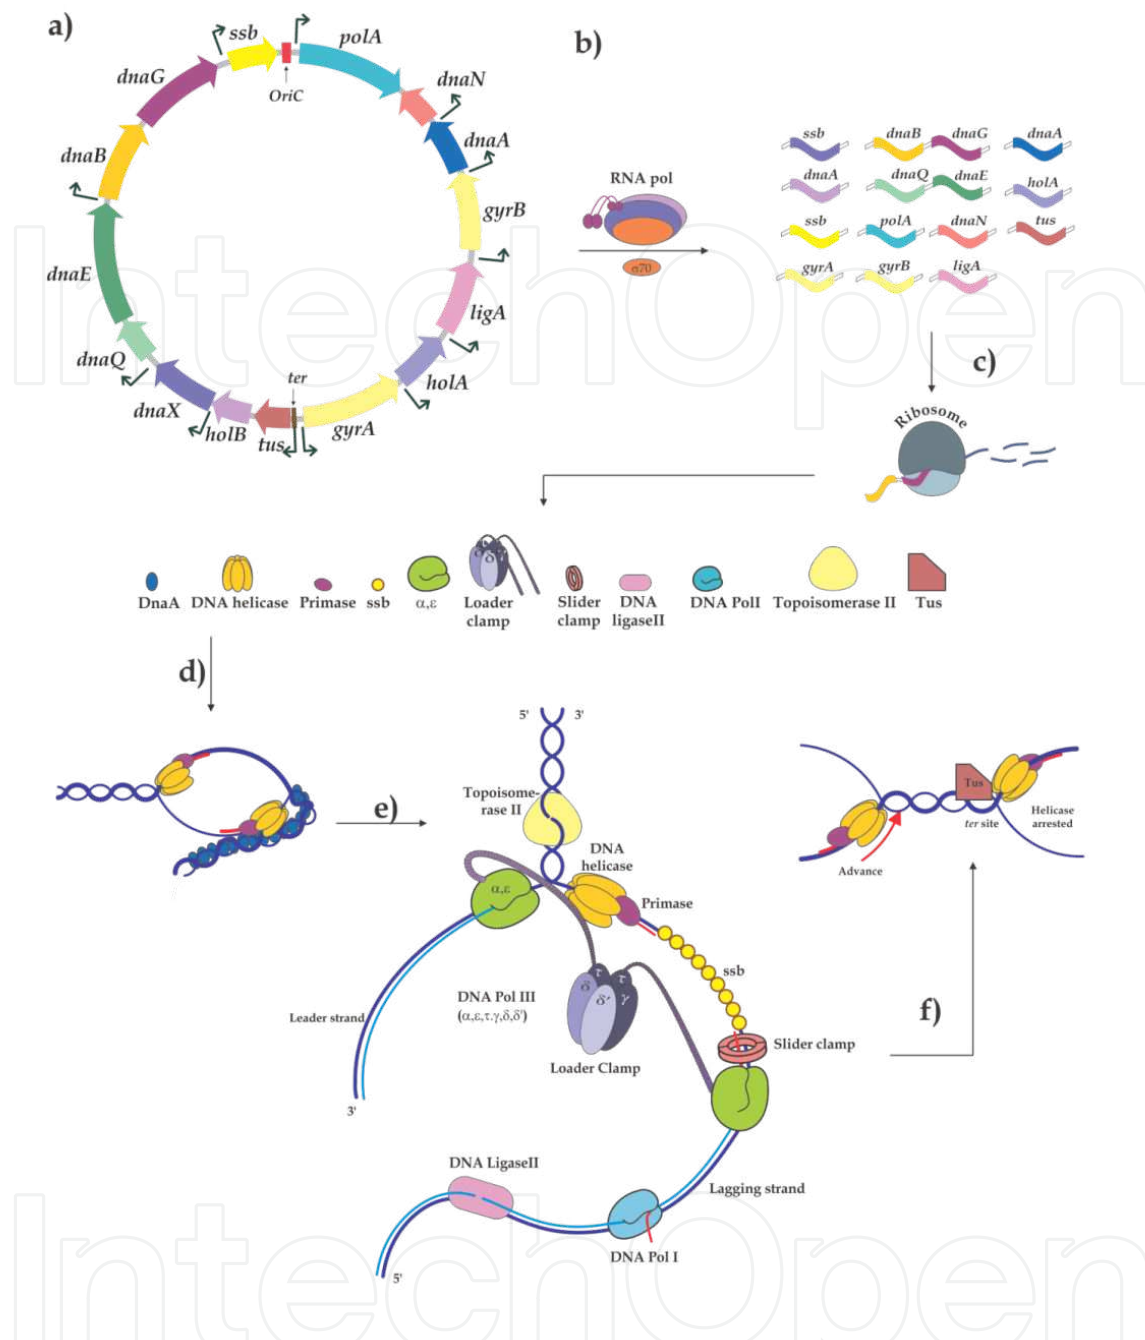 a)
ssb
polA
OriC
dnaG
dnaN
dnaB
dnaA
gyrB
dnaE
ligA
dnaQ
holA
dnaX
ter
holB
tus
gyrA
b)
RNA pol
σ70
ssb
dnaB
dnaG
dnaA
dnaA
dnaQ
dnaE
holA
ssb
polA
dnaN
tus
gyrA
gyrB
ligA
c)
Ribosome
δ
δ'
DnaA
DNA helicase
Primase
ssb
α,ε
Loader
clamp
Slider
clamp
DNA
ligaseII
DNA PolI
Topoisomerase II
Tus
d)
e)
5'
3'
Topoisome-
rase II
DNA
helicase
α,ε
Primase
ssb
DNA Pol III
(α,ε,τ.γ,δ,δ')
τ
τ
δ
δ'
γ
Loader Clamp
Leader strand
3'
Slider clamp
Lagging strand
DNA LigaseII
DNA Pol I
5'
f)
Tus
ter site
Helicase
arrested
Advance
IntechOpen
IntechOpen